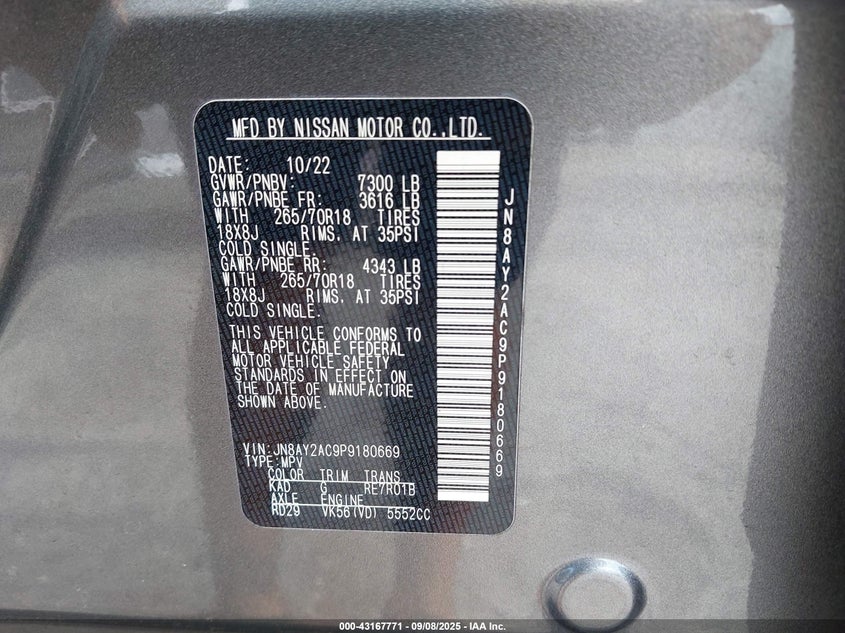 MFD BY NISSAN MOTOR CO.,LTD.
DATE: 10/22
GVWR/PNBV: 7300 LB
GAWR/PNBE FR: 3616 LB
WITH 265/70R18 TIRES
18X8J RIMS, AT 35PSI
COLD SINGLE.
GAWR/PNBE RR: 4343 LB
WITH 265/70R18 TIRES
18X8J RIMS, AT 35PSI
COLD SINGLE.
THIS VEHICLE CONFORMS TO
ALL APPLICABLE FEDERAL
MOTOR VEHICLE SAFETY
STANDARDS IN EFFECT ON
THE DATE OF MANUFACTURE
SHOWN ABOVE.
VIN:JN8AY2AC9P9180669
TYPE:MPV
COLOR TRIM TRANS
KAD G RE7R01B
AXLE ENGINE
RD29 VK56(VD) 5552CC
JN8AY2AC9P9180669
000-43167771 - 09/08/2025 - IAA Inc.